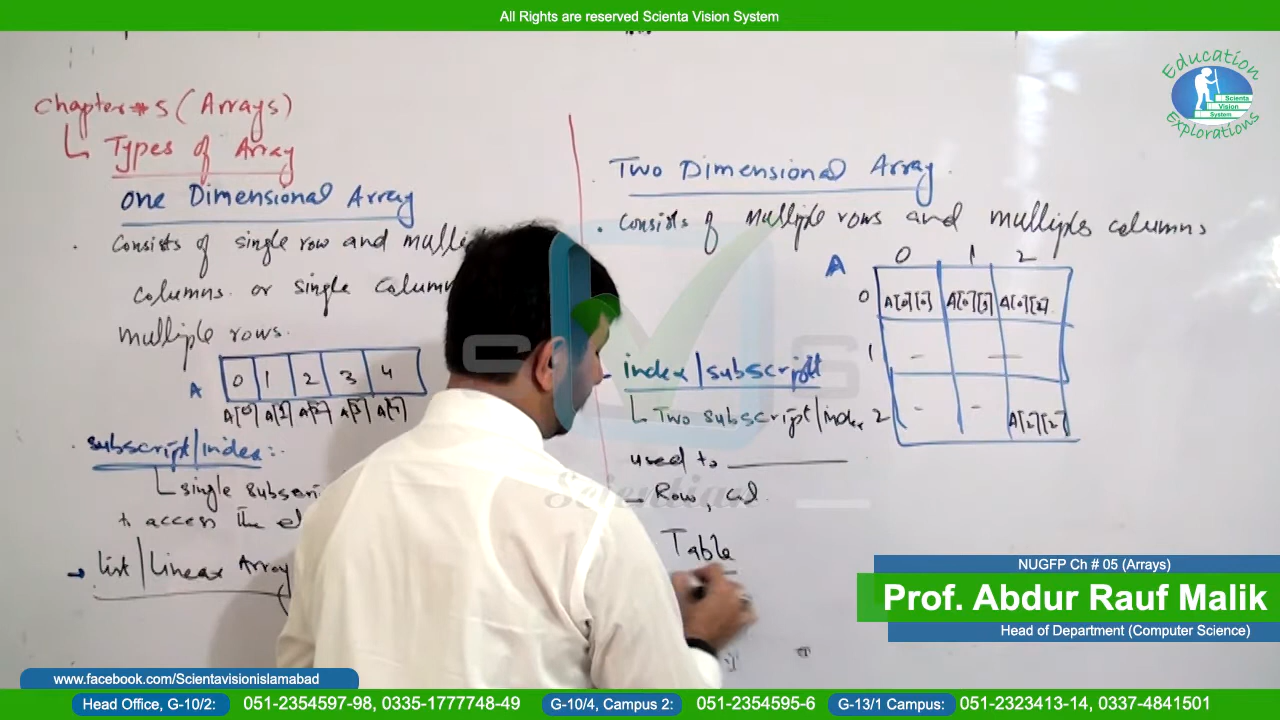 All Rights are reserved Scienta Vision System
Education
Scienta
Vision
System
Explorations
Chapter # 5 (Arrays)
Types of Array
one Dimensional Array
Consists of single row and
columns or single column
multiple rows.
A 0 1 2 3 4
A[0] A[1] A[2] A[3] A[4]
subscript/index:-
single
to access the
list/Linear Array
Two Dimensional Array
Consists of multiple rows and multiples columns
A 0 1 2
0 A[0][0] A[0][1] A[0][2]
1 - -
2 - - A[2][2]
index/subscript
Two subscript/index
used to
Row, col.
Table
SVS
Scientian
NUGFP Ch # 05 (Arrays)
Prof. Abdur Rauf Malik
Head of Department (Computer Science)
www.facebook.com/Scientavisionislamabad
Head Office, G-10/2: 051-2354597-98, 0335-1777748-49 G-10/4, Campus 2: 051-2354595-6 G-13/1 Campus: 051-2323413-14, 0337-4841501